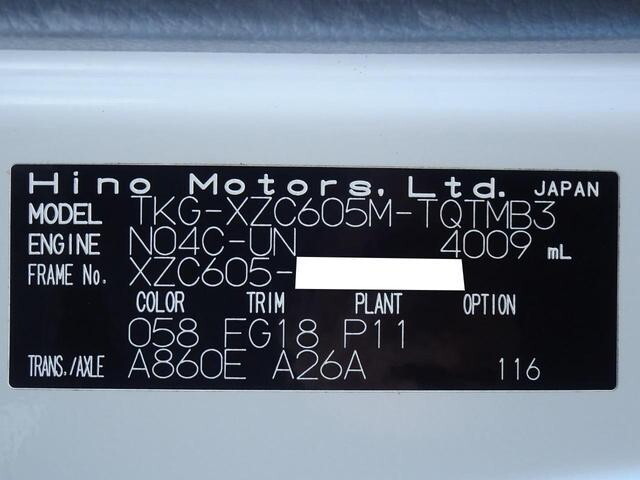 Hino Motors, Ltd. JAPAN
MODEL TKG-XZC605M-TQTMB3
ENGINE N04C-UN 4009 mL
FRAME No. XZC605-
COLOR TRIM PLANT OPTION
058 FG18 P11
TRANS./AXLE A860E A26A 116